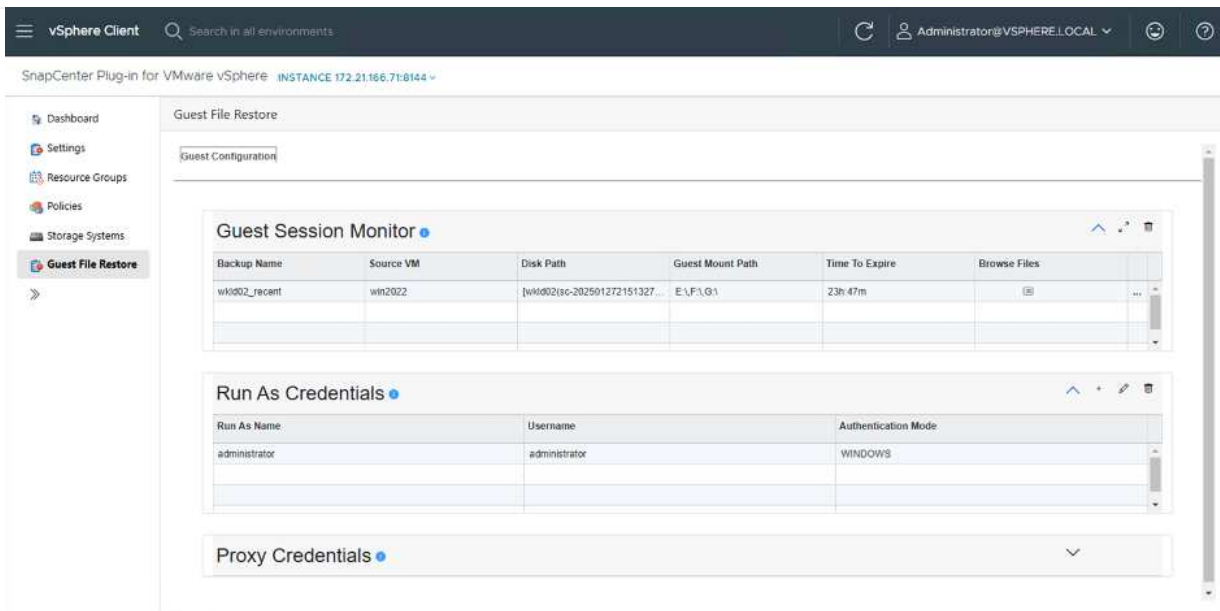 vSphere Client Search in all environments Administrator@VSPHERE.LOCAL
SnapCenter Plug-in for VMware vSphere INSTANCE 172.21.166.71:8144
Dashboard
Settings
Resource Groups
Policies
Storage Systems
Guest File Restore
Guest File Restore
Guest Configuration
Guest Session Monitor
Backup Name Source VM Disk Path Guest Mount Path Time To Expire Browse Files
wkld02_recent win2022 [wkld02(sc-202501272151327... E:\,F:\,G:\ 23h:47m ...
Run As Credentials
Run As Name Username Authentication Mode
administrator administrator WINDOWS
Proxy Credentials